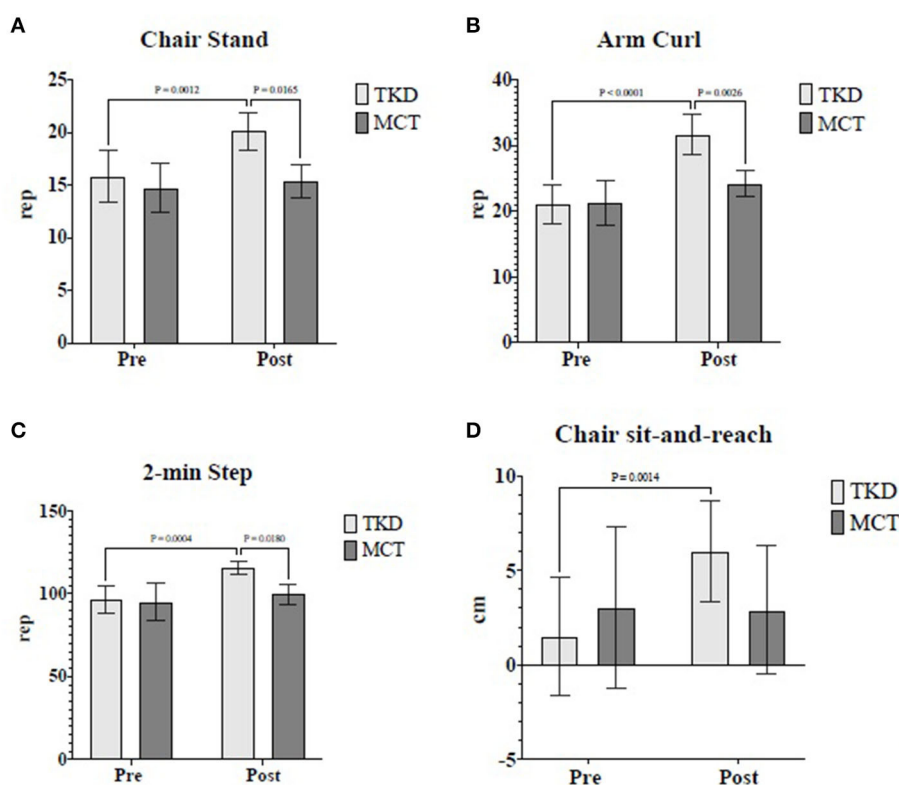 A
Chair Stand
25
20
15
10
5
0
rep
P = 0.0012
P = 0.0165
Pre
Post
TKD
MCT
B
Arm Curl
40
30
20
10
0
rep
P < 0.0001
P = 0.0026
Pre
Post
TKD
MCT
C
2-min Step
150
100
50
0
rep
P = 0.0004
P = 0.0180
Pre
Post
TKD
MCT
D
Chair sit-and-reach
10
5
0
-5
cm
P = 0.0014
Pre
Post
TKD
MCT